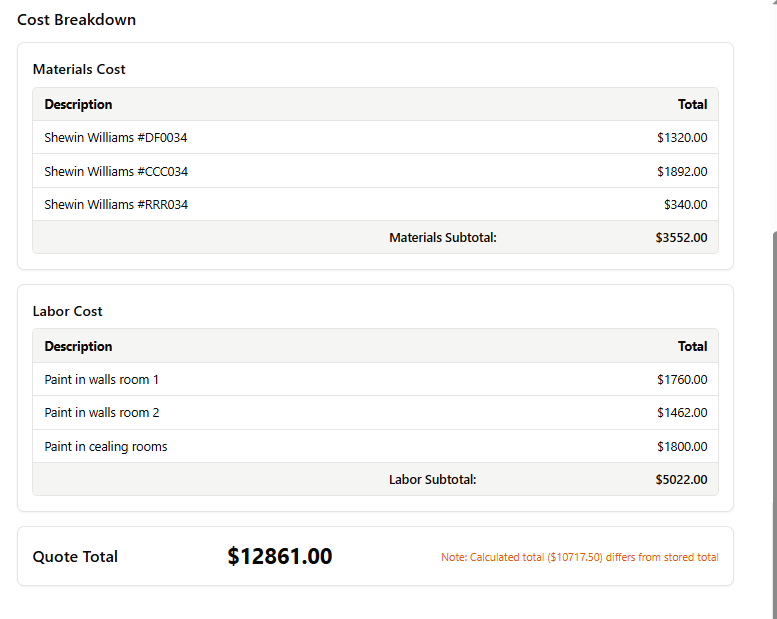 Cost Breakdown
Materials Cost
Description Total
Shewin Williams #DF0034 $1320.00
Shewin Williams #CCC034 $1892.00
Shewin Williams #RRR034 $340.00
Materials Subtotal: $3552.00
Labor Cost
Description Total
Paint in walls room 1 $1760.00
Paint in walls room 2 $1462.00
Paint in cealing rooms $1800.00
Labor Subtotal: $5022.00
Quote Total $12861.00 Note: Calculated total ($10717.50) differs from stored total